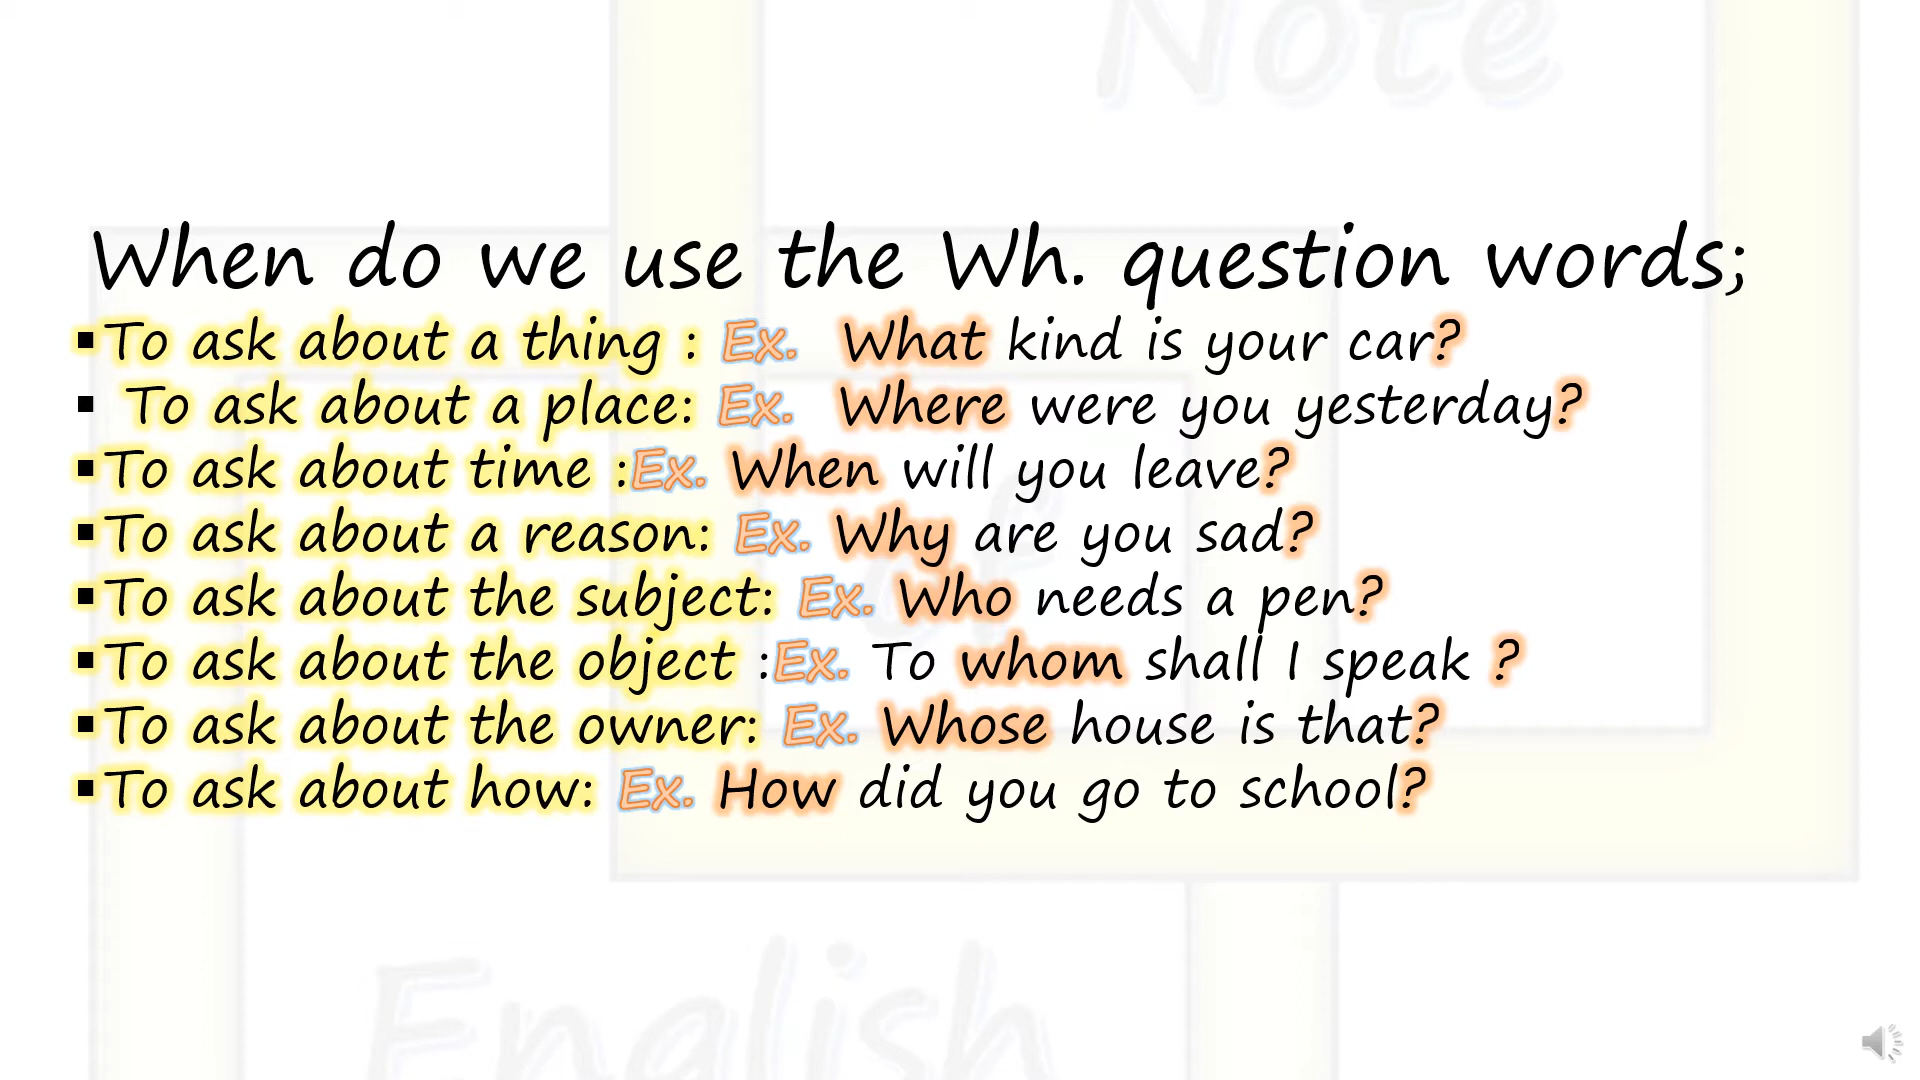 Note
When do we use the Wh. question words;
▪To ask about a thing : Ex. What kind is your car?
▪ To ask about a place: Ex. Where were you yesterday?
▪To ask about time :Ex. When will you leave?
▪To ask about a reason: Ex. Why are you sad?
▪To ask about the subject: Ex. Who needs a pen?
▪To ask about the object :Ex. To whom shall I speak ?
▪To ask about the owner: Ex. Whose house is that?
▪To ask about how: Ex. How did you go to school?
of
English